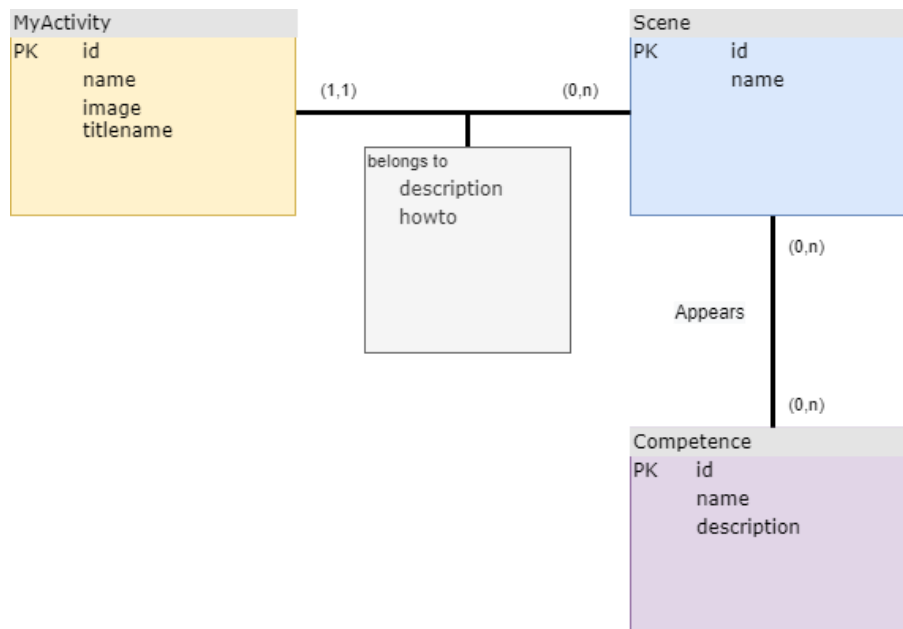 MyActivity
PK id
name
image
titlename
(1,1)
(0,n)
belongs to
description
howto
Scene
PK id
name
(0,n)
Appears
(0,n)
Competence
PK id
name
description